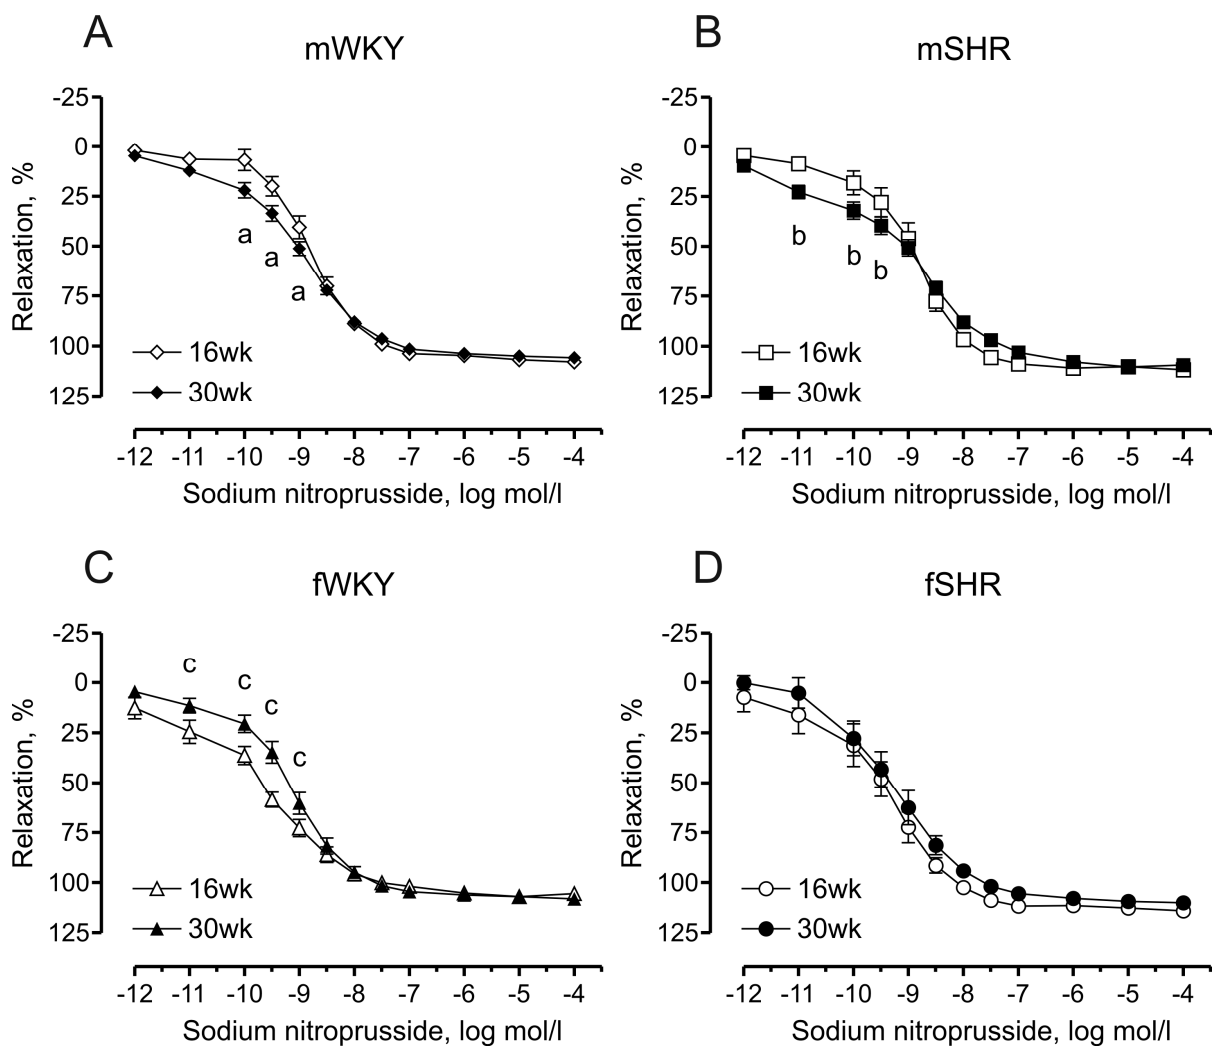 A
mWKY
-25
0
25
50
75
100
125
Relaxation, %
a
a
a
16wk
30wk
-12 -11 -10 -9 -8 -7 -6 -5 -4
Sodium nitroprusside, log mol/l
B
mSHR
-25
0
25
50
75
100
125
Relaxation, %
b
b
b
16wk
30wk
-12 -11 -10 -9 -8 -7 -6 -5 -4
Sodium nitroprusside, log mol/l
C
fWKY
-25
0
25
50
75
100
125
Relaxation, %
c
c
c
c
16wk
30wk
-12 -11 -10 -9 -8 -7 -6 -5 -4
Sodium nitroprusside, log mol/l
D
fSHR
-25
0
25
50
75
100
125
Relaxation, %
16wk
30wk
-12 -11 -10 -9 -8 -7 -6 -5 -4
Sodium nitroprusside, log mol/l